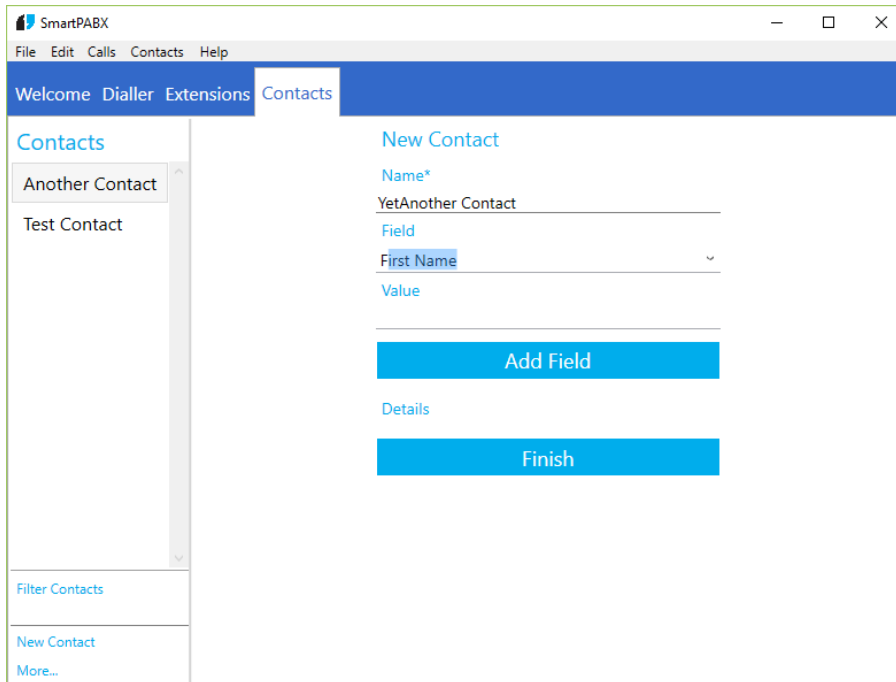 SmartPABX
File Edit Calls Contacts Help
Welcome Dialler Extensions Contacts
Contacts
Another Contact
Test Contact
Filter Contacts
New Contact
More...
New Contact
Name*
YetAnother Contact
Field
First Name
Value
Add Field
Details
Finish